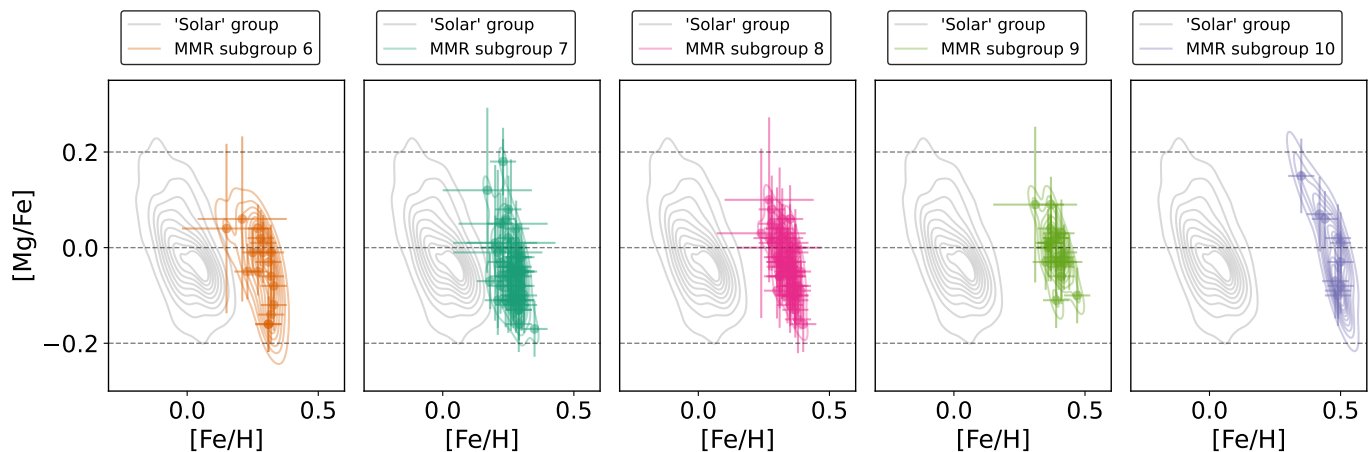 'Solar' group
MMR subgroup 6
'Solar' group
MMR subgroup 7
'Solar' group
MMR subgroup 8
'Solar' group
MMR subgroup 9
'Solar' group
MMR subgroup 10
[Mg/Fe]
0.2
0.0
−0.2
0.0 0.5
[Fe/H]
0.0 0.5
[Fe/H]
0.0 0.5
[Fe/H]
0.0 0.5
[Fe/H]
0.0 0.5
[Fe/H]